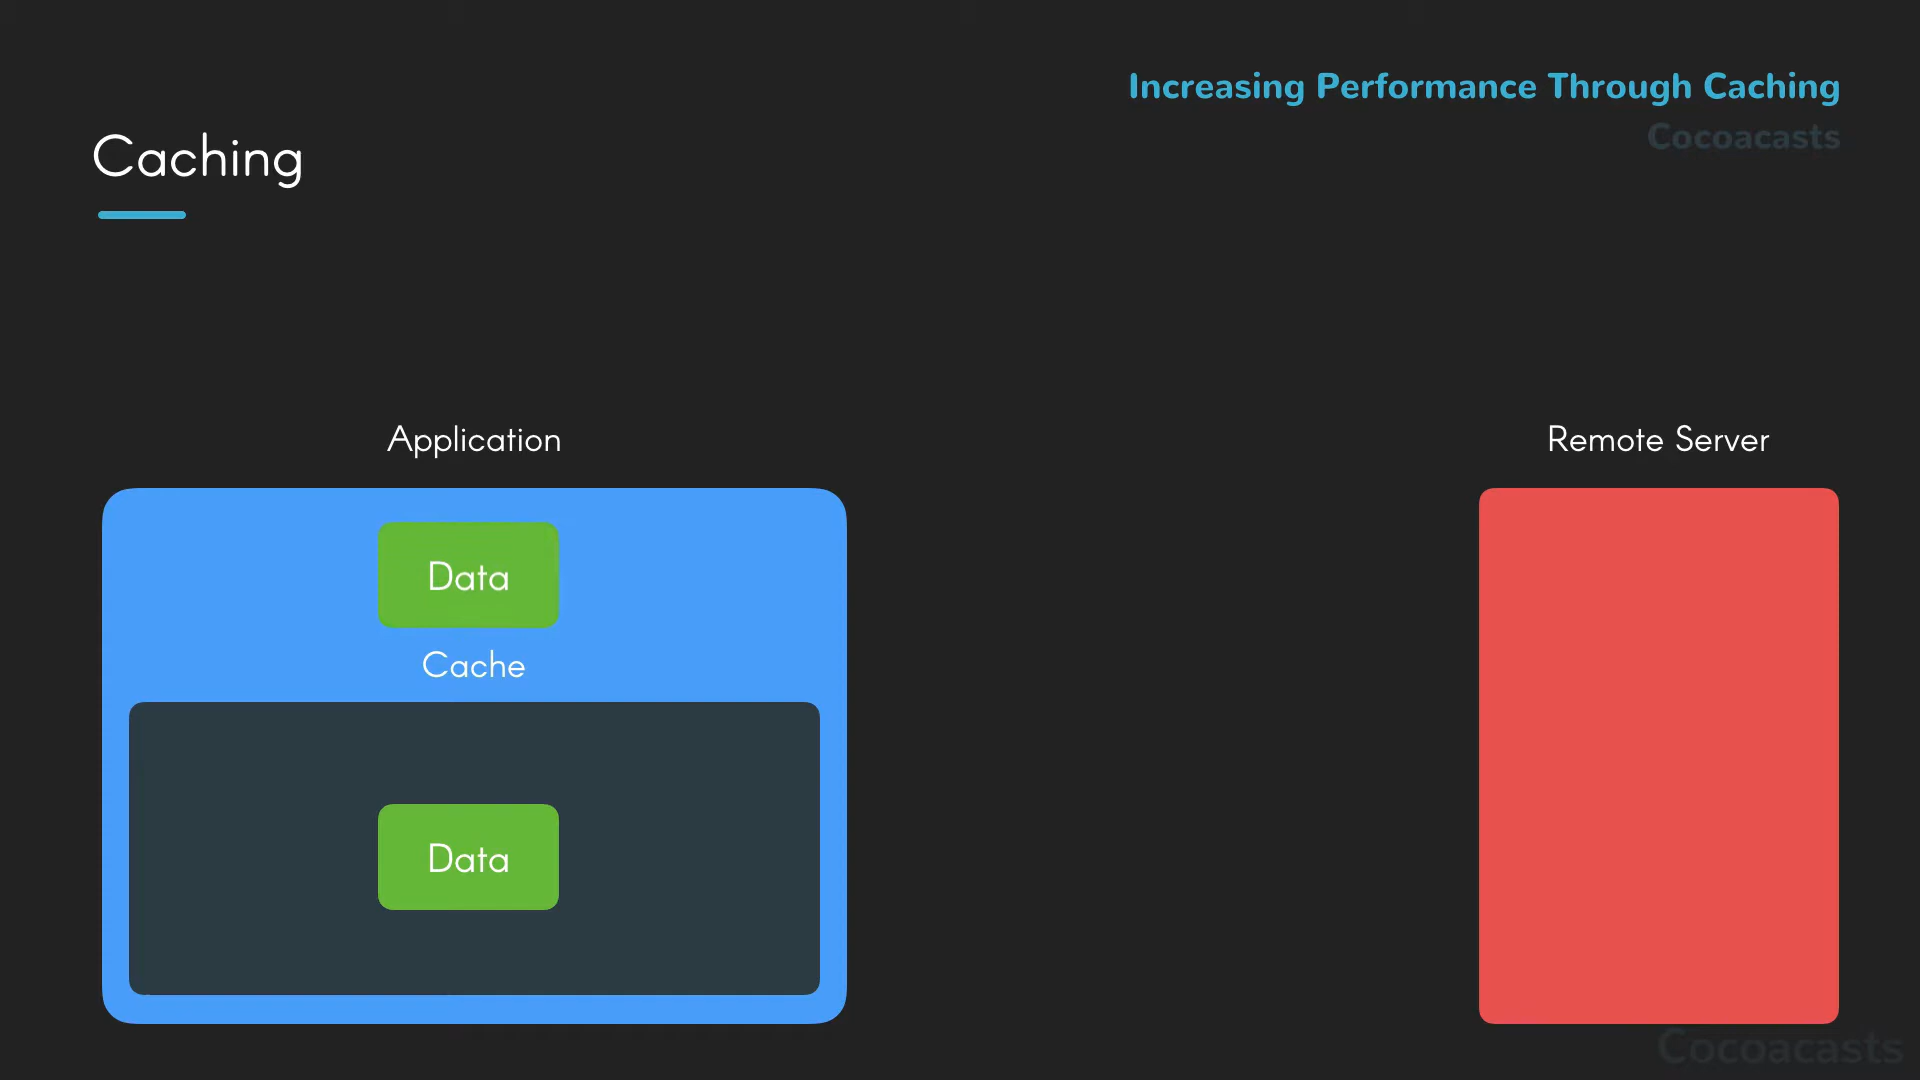 Increasing Performance Through Caching
Cocoacasts
Caching
Application
Remote Server
Data
Cache
Data
Cocoacasts